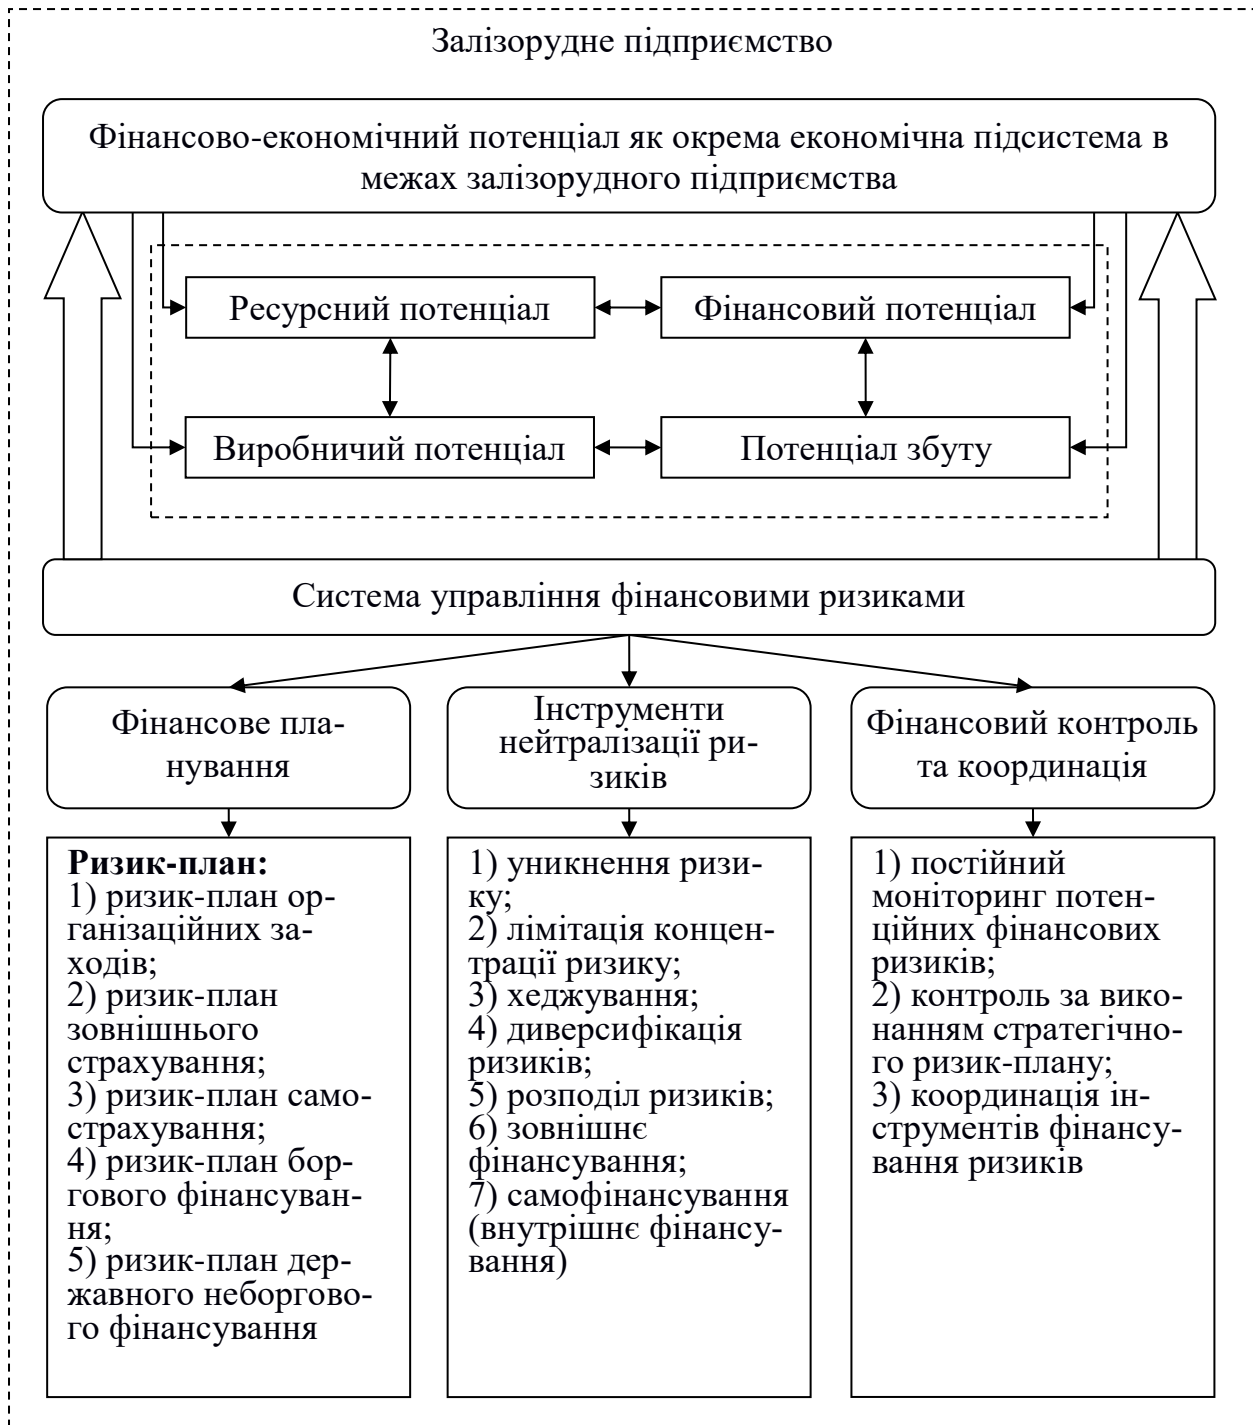 Залізорудне підприємство
Фінансово-економічний потенціал як окрема економічна підсистема в
межах залізорудного підприємства
Ресурсний потенціал
Фінансовий потенціал
Виробничий потенціал
Потенціал збуту
Система управління фінансовими ризиками
Фінансове пла-
нування
Інструменти
нейтралізації ри-
зиків
Фінансовий контроль
та координація
Ризик-план:
1) ризик-план ор-
ганізаційних за-
ходів;
2) ризик-план
зовнішнього
страхування;
3) ризик-план само-
страхування;
4) ризик-план бор-
гового фінансуван-
ня;
5) ризик-план дер-
жавного неборгово-
го фінансування
1) уникнення ризи-
ку;
2) лімітація концен-
трації ризику;
3) хеджування;
4) диверсифікація
ризиків;
5) розподіл ризиків;
6) зовнішнє
фінансування;
7) самофінансування
(внутрішнє фінансу-
вання)
1) постійний
моніторинг потен-
ційних фінансових
ризиків;
2) контроль за вико-
нанням стратегічно-
го ризик-плану;
3) координація ін-
струментів фінансу-
вання ризиків